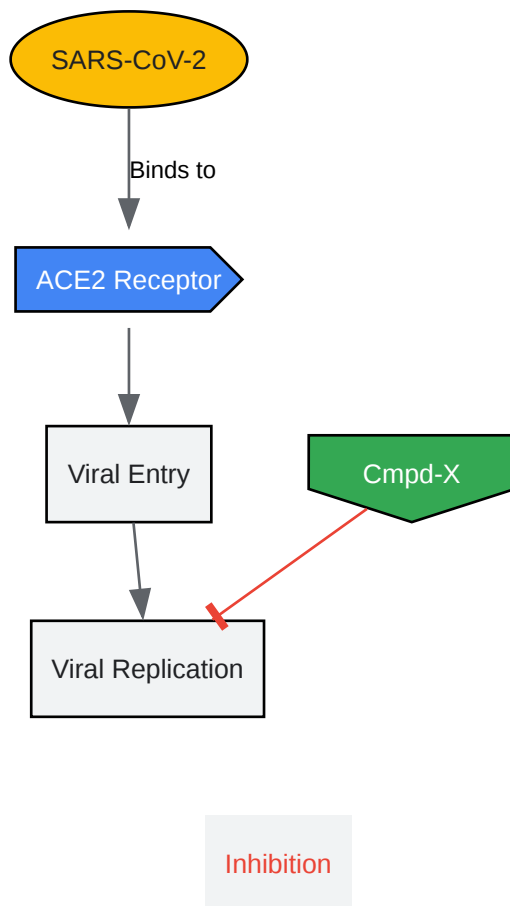 SARS-CoV-2
Binds to
ACE2 Receptor
Viral Entry
Cmpd-X
Viral Replication
Inhibition